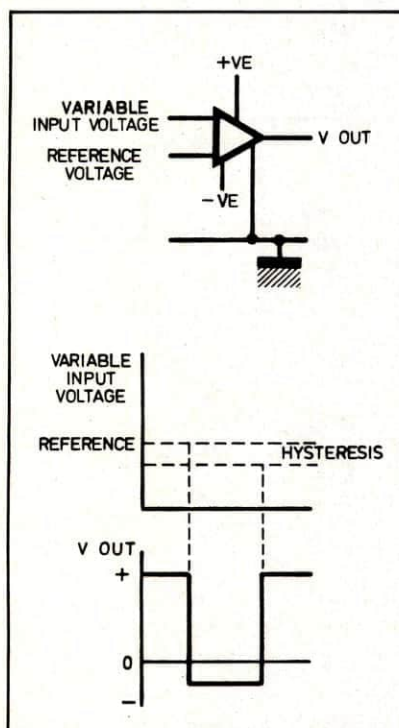 +VE
VARIABLE
INPUT VOLTAGE
V OUT
REFERENCE
VOLTAGE
-VE
VARIABLE
INPUT
VOLTAGE
REFERENCE
HYSTERESIS
V OUT
+
0
-